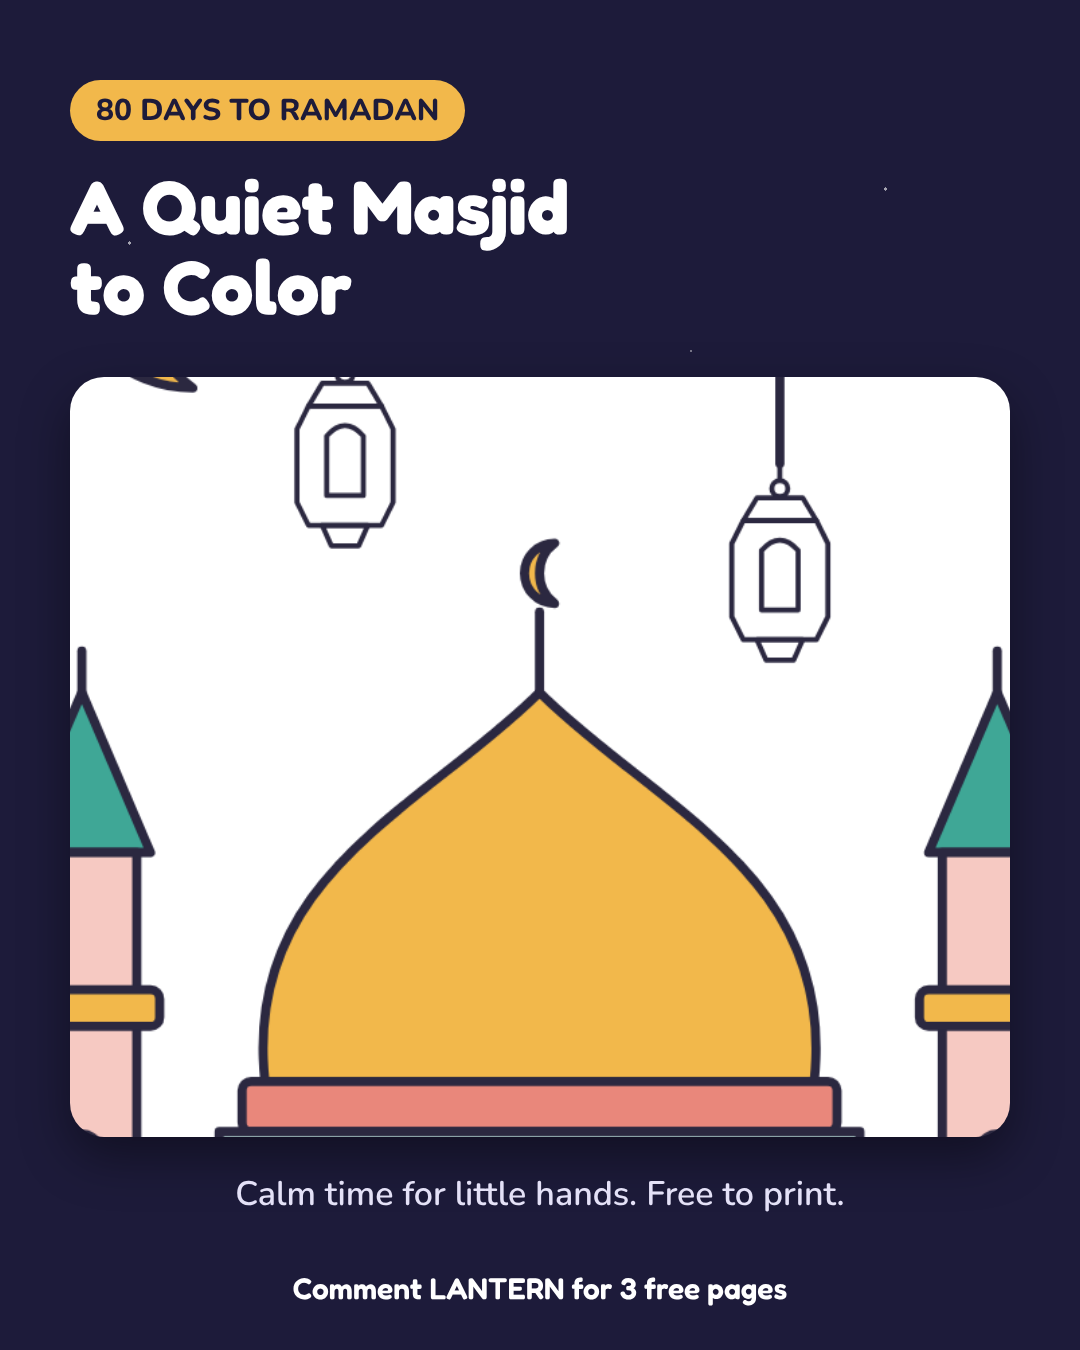 80 DAYS TO RAMADAN
A Quiet Masjid
to Color
Calm time for little hands. Free to print.
Comment LANTERN for 3 free pages